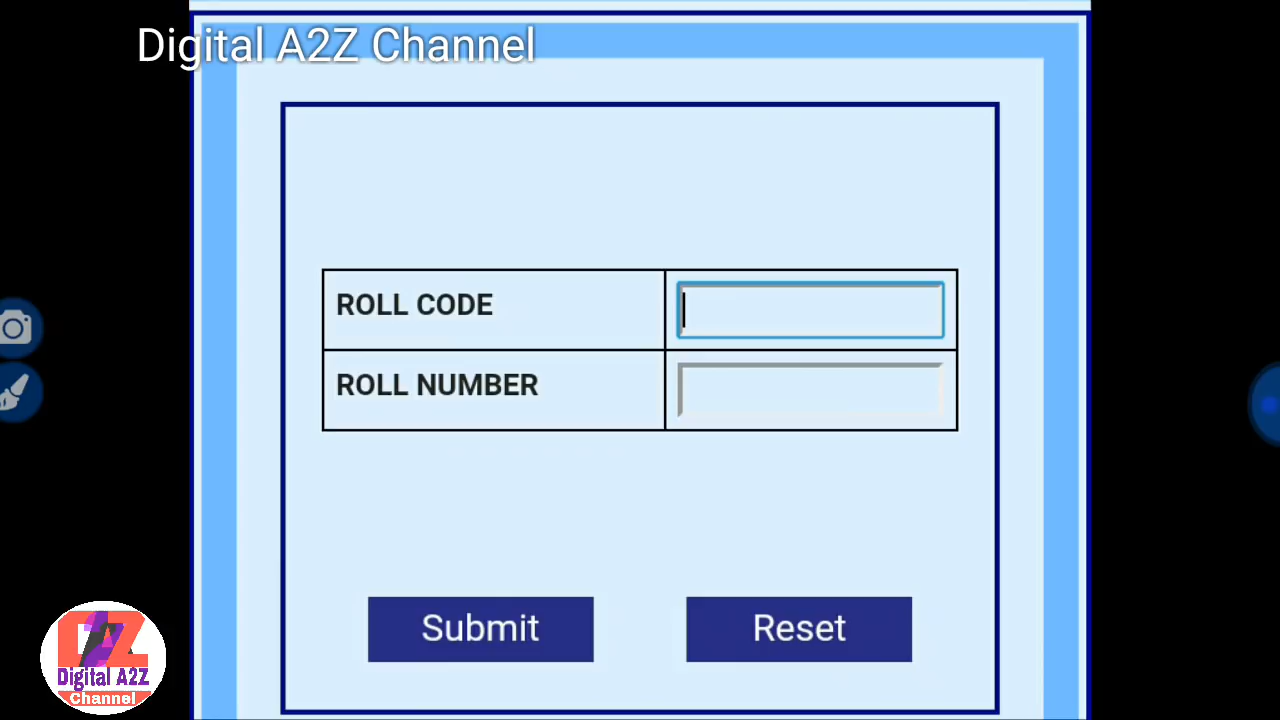 Digital A2Z Channel
ROLL CODE
ROLL NUMBER
Submit
Reset
Digital A2Z
Channel